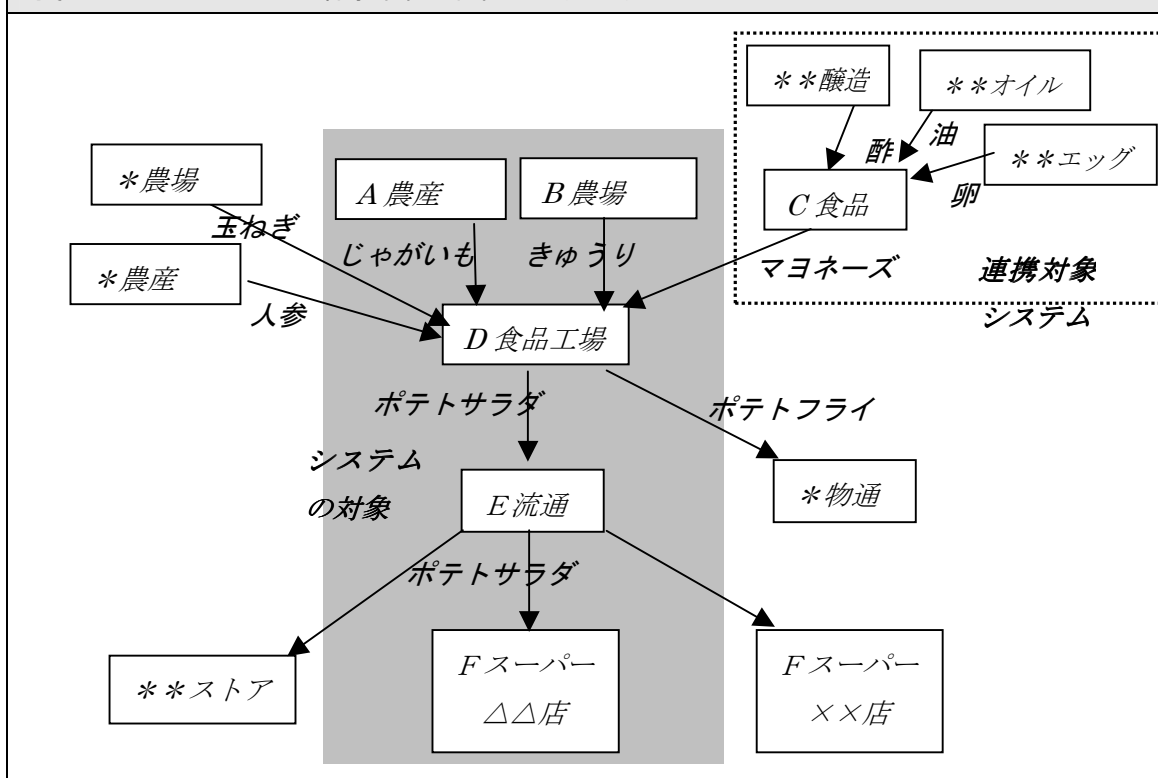 **醸造
**オイル
酢
油
**エッグ
卵
C食品
マヨネーズ
連携対象
システム
*農場
A農産
B農場
玉ねぎ
じゃがいも
きゅうり
*農産
人参
D食品工場
ポテトサラダ
ポテトフライ
システム
の対象
E流通
*物通
ポテトサラダ
**ストア
Fスーパー
△△店
Fスーパー
××店